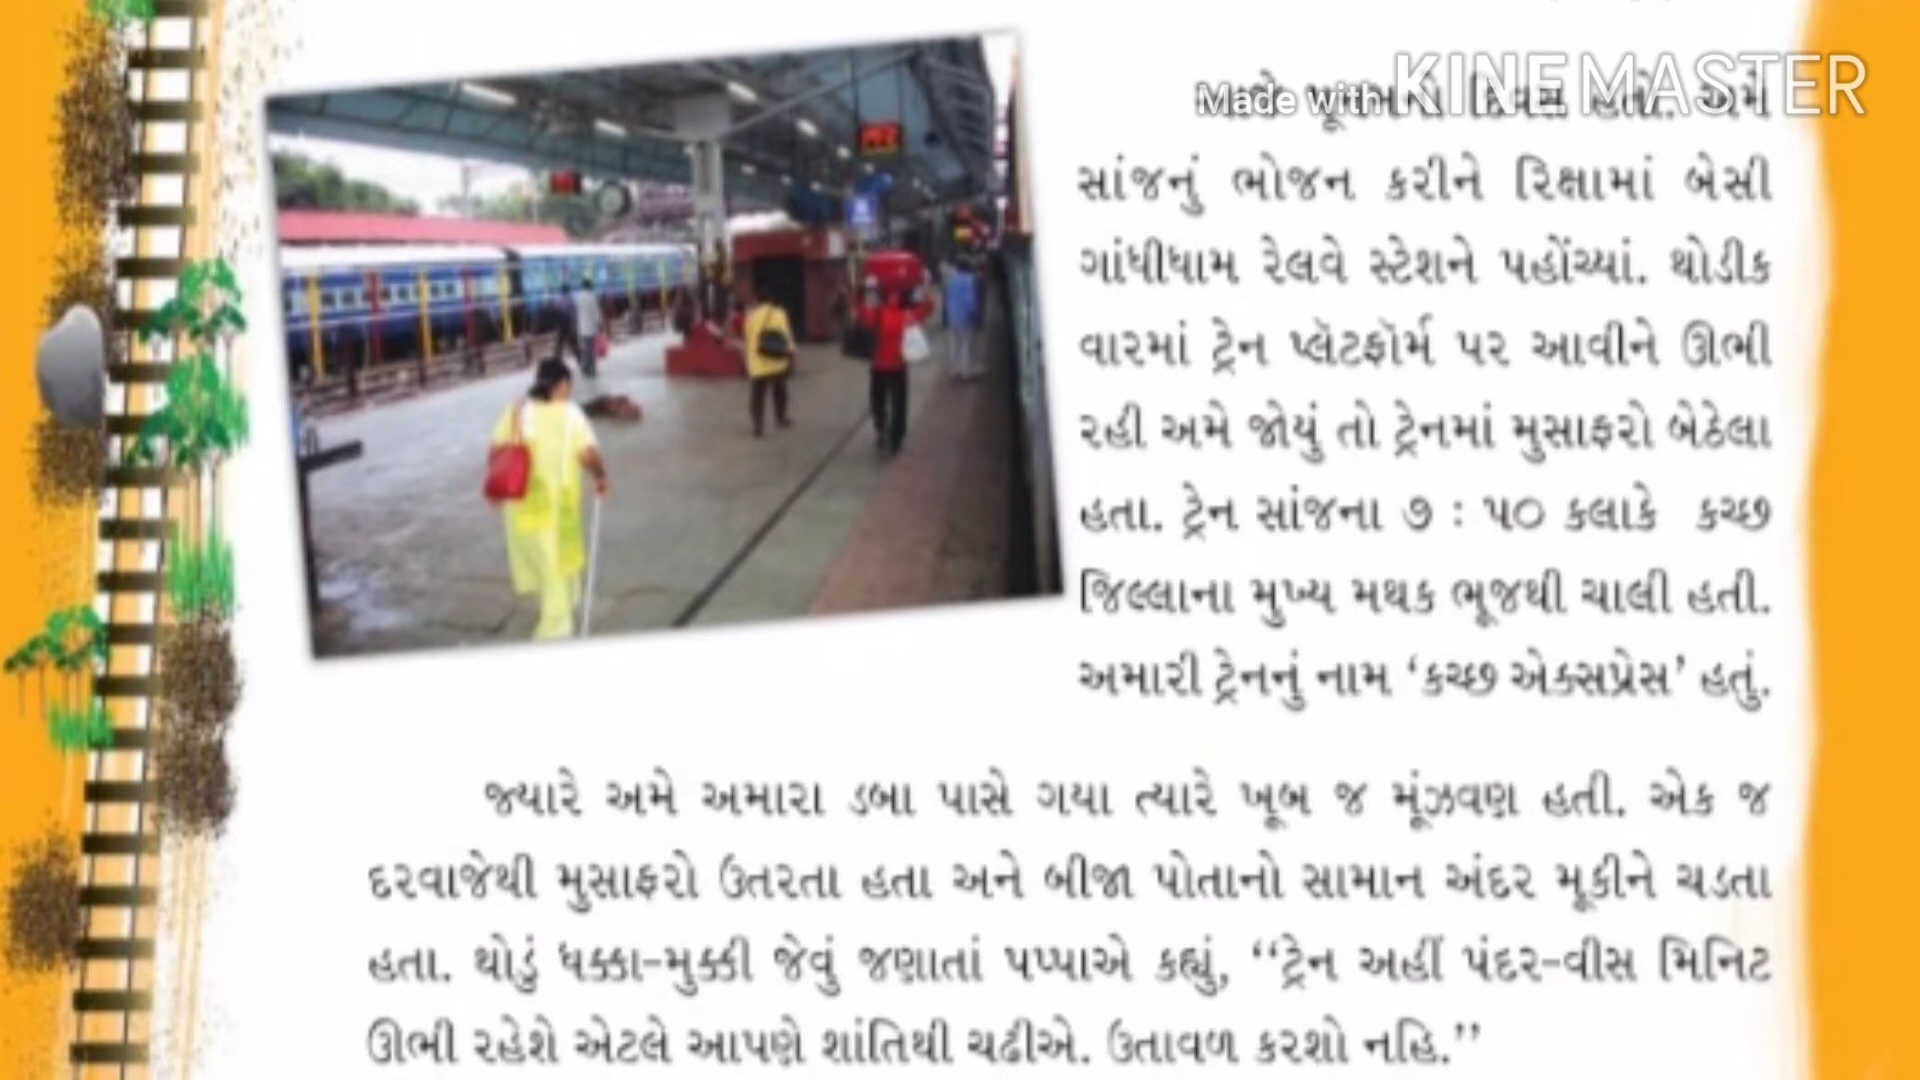 Made with KINEMASTER
દિવસ હતો. અમે
સાંજનું ભોજન કરીને રિક્ષામાં બેસી
ગાંધીધામ રેલવે સ્ટેશને પહોંચ્યાં. થોડીક
વારમાં ટ્રેન પ્લૅટફૉર્મ પર આવીને ઊભી
રહી અમે જોયું તો ટ્રેનમાં મુસાફરો બેઠેલા
હતા. ટ્રેન સાંજના ૭ : ૫૦ કલાકે કચ્છ
જિલ્લાના મુખ્ય મથક ભૂજથી ચાલી હતી.
અમારી ટ્રેનનું નામ ‘કચ્છ એક્સપ્રેસ’ હતું.
જ્યારે અમે અમારા ડબા પાસે ગયા ત્યારે ખૂબ જ મૂંઝવણ હતી. એક જ
દરવાજેથી મુસાફરો ઉતરતા હતા અને બીજા પોતાનો સામાન અંદર મૂકીને ચડતા
હતા. થોડું ધક્કા-મુક્કી જેવું જણાતાં પપ્પાએ કહ્યું, ‘‘ટ્રેન અહીં પંદર-વીસ મિનિટ
ઊભી રહેશે એટલે આપણે શાંતિથી ચઢીએ. ઉતાવળ કરશો નહિ.’’